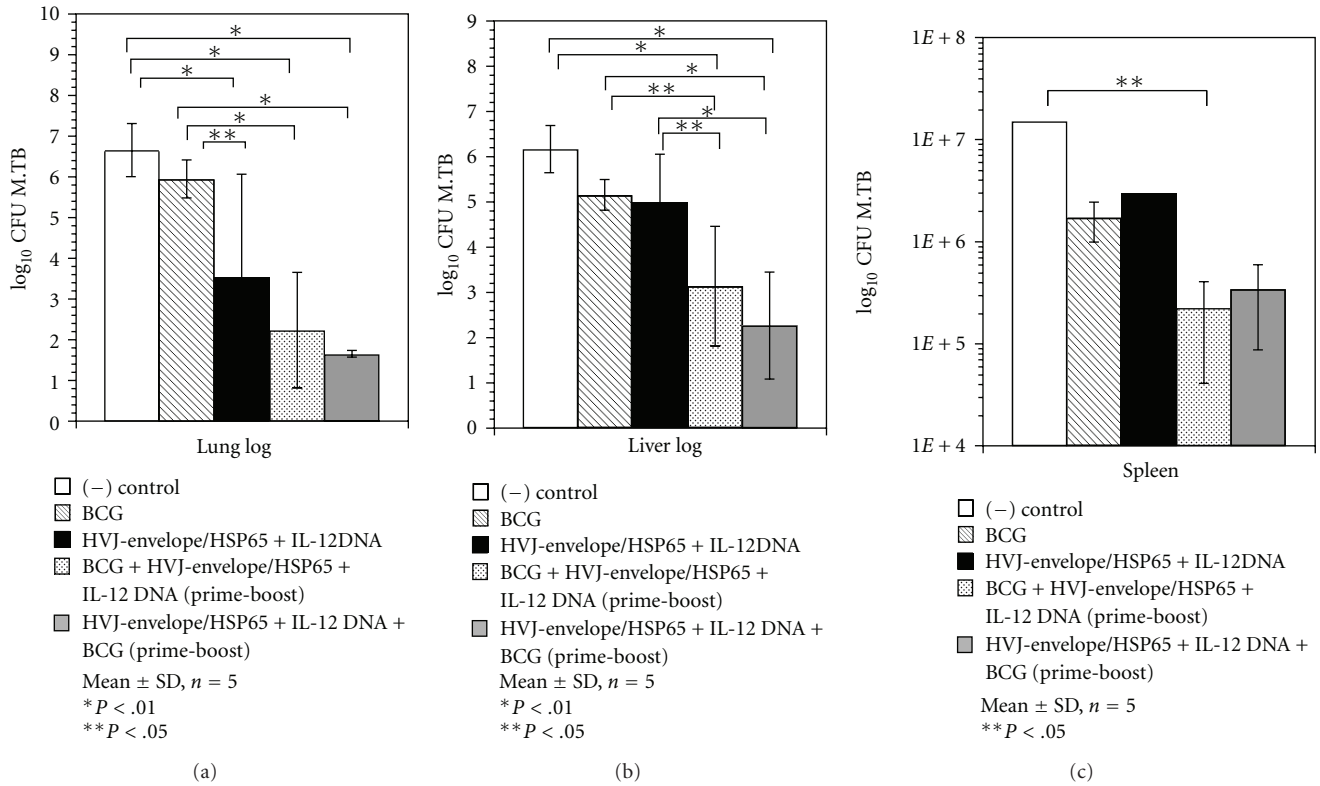 10
9
8
7
6
5
4
3
2
1
0
log₁₀ CFU M.TB
*
*
*
*
*
**
Lung log
(−) control
BCG
HVJ-envelope/HSP65 + IL-12DNA
BCG + HVJ-envelope/HSP65 +
IL-12 DNA (prime-boost)
HVJ-envelope/HSP65 + IL-12 DNA +
BCG (prime-boost)
Mean ± SD, n = 5
*P < .01
**P < .05
(a)
9
8
7
6
5
4
3
2
1
0
log₁₀ CFU M.TB
*
*
*
**
*
**
Liver log
(−) control
BCG
HVJ-envelope/HSP65 + IL-12DNA
BCG + HVJ-envelope/HSP65 +
IL-12 DNA (prime-boost)
HVJ-envelope/HSP65 + IL-12 DNA +
BCG (prime-boost)
Mean ± SD, n = 5
*P < .01
**P < .05
(b)
1E + 8
1E + 7
1E + 6
1E + 5
1E + 4
log₁₀ CFU M.TB
**
Spleen
(−) control
BCG
HVJ-envelope/HSP65 + IL-12DNA
BCG + HVJ-envelope/HSP65 +
IL-12 DNA (prime-boost)
HVJ-envelope/HSP65 + IL-12 DNA +
BCG (prime-boost)
Mean ± SD, n = 5
**P < .05
(c)